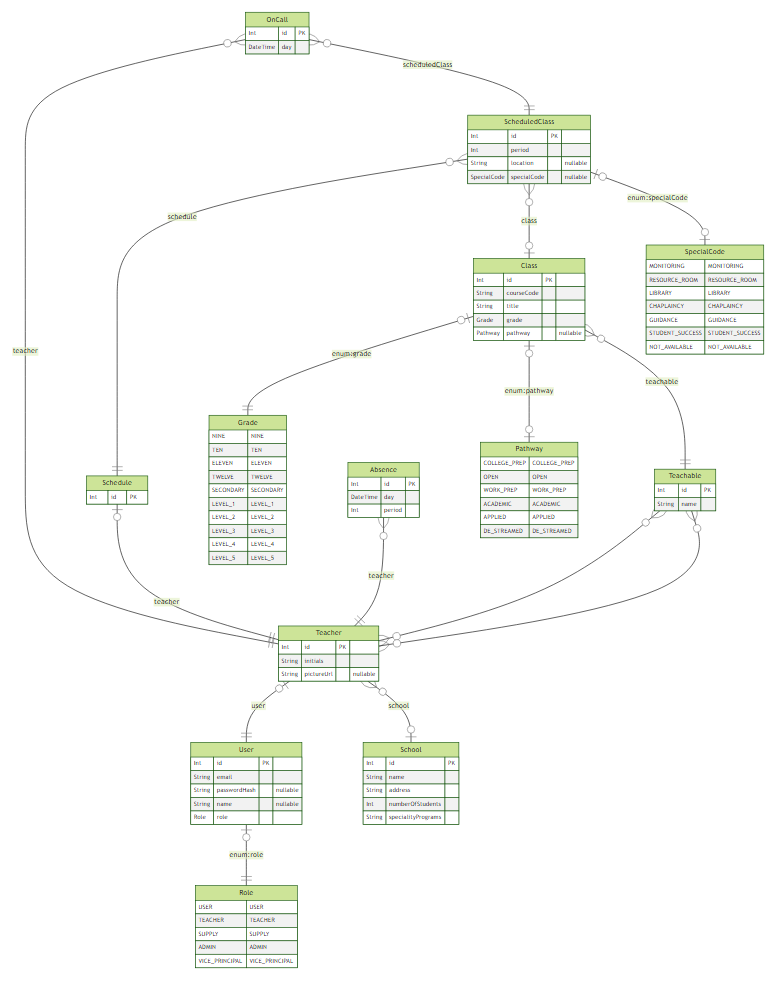 OnCall
Int id PK
DateTime day
scheduledClass
ScheduledClass
Int id PK
Int period
String location nullable
SpecialCode specialCode nullable
schedule
class
enum:specialCode
SpecialCode
MONITORING MONITORING
RESOURCE_ROOM RESOURCE_ROOM
LIBRARY LIBRARY
CHAPLAINCY CHAPLAINCY
GUIDANCE GUIDANCE
STUDENT_SUCCESS STUDENT_SUCCESS
NOT_AVAILABLE NOT_AVAILABLE
Class
Int id PK
String courseCode
String title
Grade grade
Pathway pathway nullable
teacher
enum:grade
enum:pathway
teachable
Grade
NINE NINE
TEN TEN
ELEVEN ELEVEN
TWELVE TWELVE
SECONDARY SECONDARY
LEVEL_1 LEVEL_1
LEVEL_2 LEVEL_2
LEVEL_3 LEVEL_3
LEVEL_4 LEVEL_4
LEVEL_5 LEVEL_5
Pathway
COLLEGE_PREP COLLEGE_PREP
OPEN OPEN
WORK_PREP WORK_PREP
ACADEMIC ACADEMIC
APPLIED APPLIED
DE_STREAMED DE_STREAMED
Absence
Int id PK
DateTime day
Int period
Teachable
Int id PK
String name
Schedule
Int id PK
teacher
teacher
Teacher
Int id PK
String initials
String pictureUrl nullable
user
school
User
Int id PK
String email
String passwordHash nullable
String name nullable
Role role
School
Int id PK
String name
String address
Int numberOfStudents
String specialityPrograms
enum:role
Role
USER USER
TEACHER TEACHER
SUPPLY SUPPLY
ADMIN ADMIN
VICE_PRINCIPAL VICE_PRINCIPAL